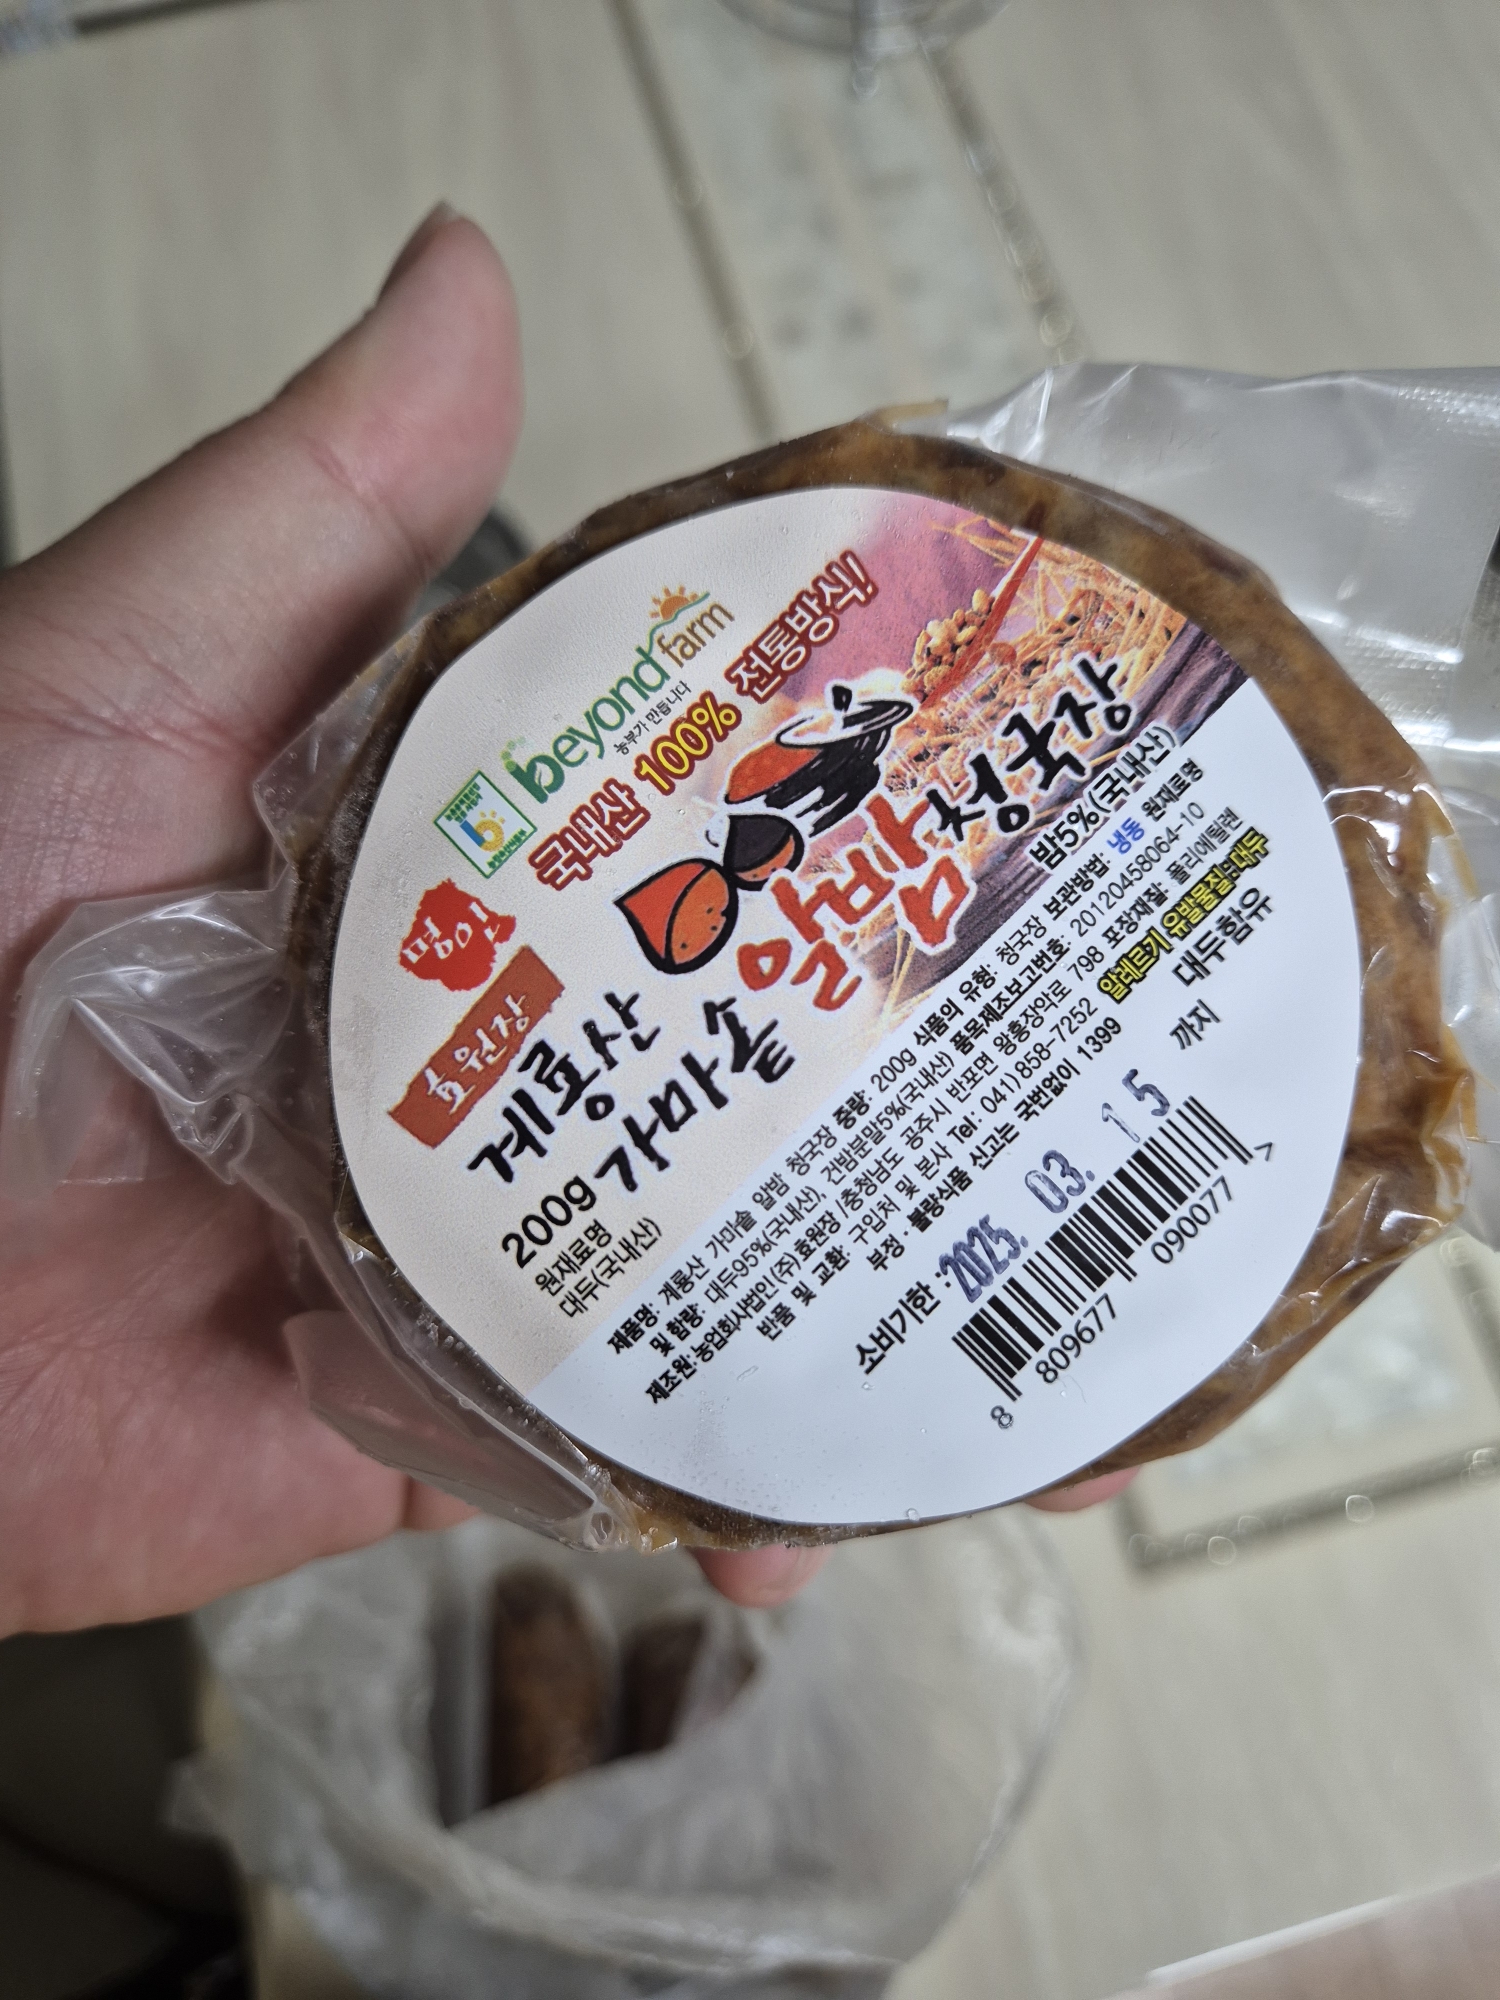 beyond farm
농부가 만듭니다
국내산 100% 전통방식!
명인
효원장
계룡산
가마솥
알밤 청국장
밤5%(국내산)
200g
원재료명
대두(국내산)
제품명: 계룡산 가마솥 알밤 청국장 중량: 200g 식품의 유형: 청국장 보관방법: 냉동 원재료명
및 함량: 대두95%(국내산), 건밤분말5%(국내산) 품목제조보고번호: 20120458064-10
제조원: 농업회사법인(주)효원장 /충청남도 공주시 반포면 왕흥장악로 798 포장재질: 폴리에틸렌
반품 및 교환: 구입처 및 본사 Tel: 041)858-7252 알레르기 유발물질:대두
부정·불량식품 신고는 국번없이 1399 대두함유
소비기한 : 2025. 03. 15 까지
8 809677 090077 >